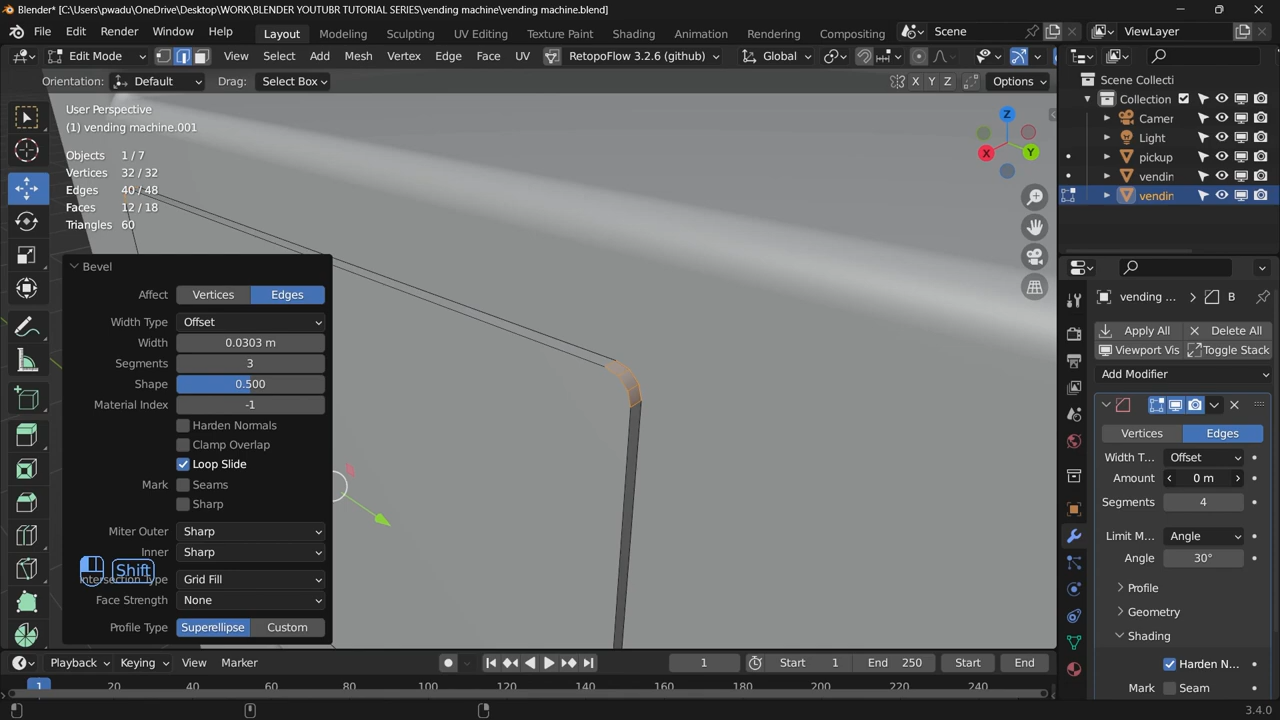 Blender* [C:\Users\pwadu\OneDrive\Desktop\WORK\BLENDER YOUTUBR TUTORIAL SERIES\vending machine\vending machine.blend]
File Edit Render Window Help Layout Modeling Sculpting UV Editing Texture Paint Shading Animation Rendering Compositing Scene ViewLayer
Edit Mode View Select Add Mesh Vertex Edge Face UV RetopoFlow 3.2.6 (github) Global
Orientation: Default Drag: Select Box X Y Z Options
Scene Collecti
Collection
Camer
Light
pickup
vendin
vendin
User Perspective
(1) vending machine.001
Objects 1/7
Vertices 32/32
Edges 40/48
Faces 12/18
Triangles 60
Z
X Y
Bevel
Affect Vertices Edges
Width Type Offset
Width 0.0303 m
Segments 3
Shape 0.500
Material Index -1
Harden Normals
Clamp Overlap
Loop Slide
Mark Seams
Sharp
Miter Outer Sharp
Inner Sharp
Intersection Type Grid Fill
Face Strength None
Profile Type Superellipse Custom
Shift
vending ... B
Apply All Delete All
Viewport Vis Toggle Stack
Add Modifier
Vertices Edges
Width T... Offset
Amount 0 m
Segments 4
Limit M... Angle
Angle 30°
Profile
Geometry
Shading
Harden N...
Mark Seam
Playback Keying View Marker 1 Start 1 End 250 Start End
1 20 40 60 80 100 120 140 160 180 200 220 240
3.4.0